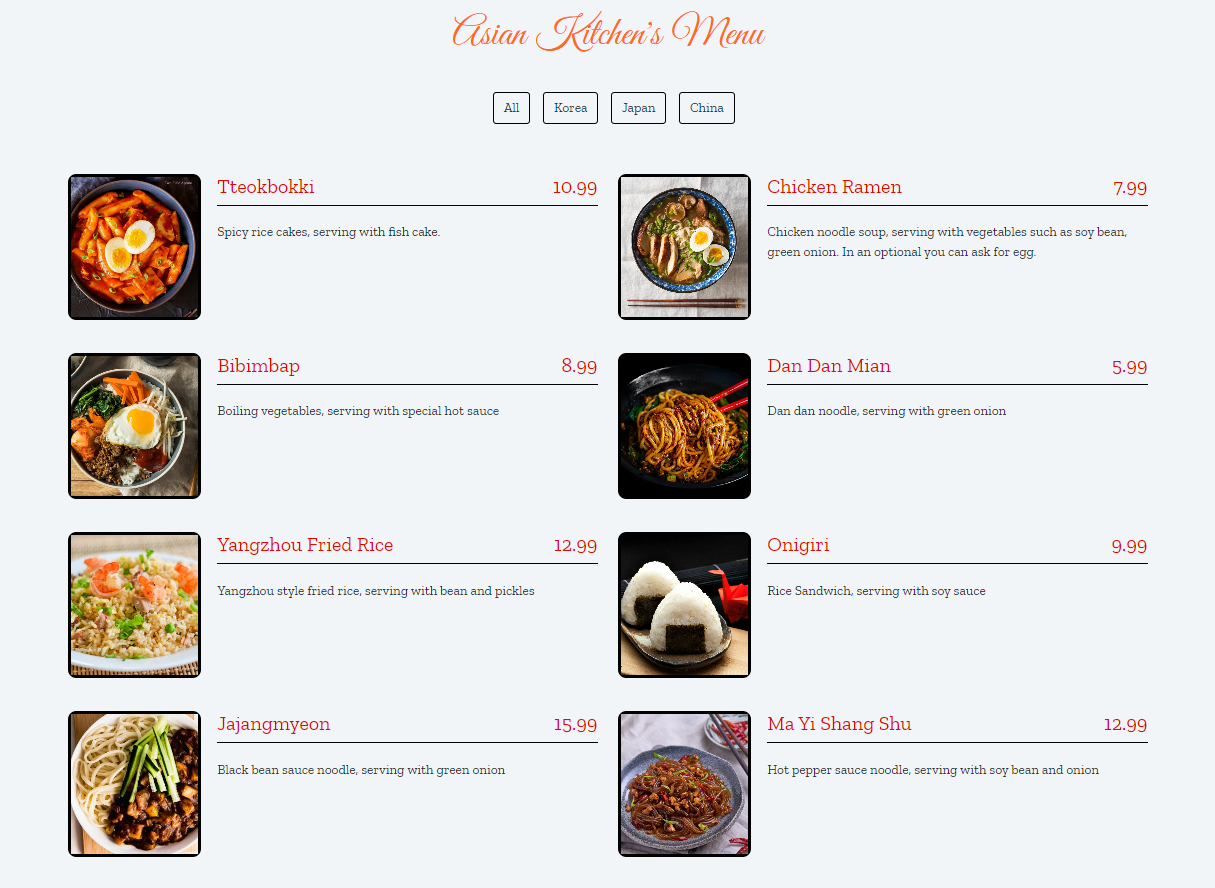 Asian Kitchen's Menu
All Korea Japan China
Tteokbokki 10.99
Spicy rice cakes, serving with fish cake.
Chicken Ramen 7.99
Chicken noodle soup, serving with vegetables such as soy bean,
green onion. In an optional you can ask for egg.
Bibimbap 8.99
Boiling vegetables, serving with special hot sauce
Dan Dan Mian 5.99
Dan dan noodle, serving with green onion
Yangzhou Fried Rice 12.99
Yangzhou style fried rice, serving with bean and pickles
Onigiri 9.99
Rice Sandwich, serving with soy sauce
Jajangmyeon 15.99
Black bean sauce noodle, serving with green onion
Ma Yi Shang Shu 12.99
Hot pepper sauce noodle, serving with soy bean and onion